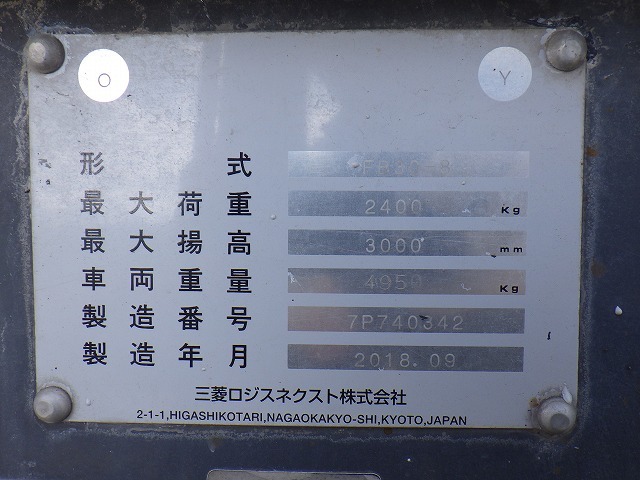 O Y
形式
最大荷重 2400 Kg
最大揚高 3000 mm
車両重量 4950 Kg
製造番号 7P740342
製造年月 2018.09
三菱ロジスネクスト株式会社
2-1-1,HIGASHIKOTARI,NAGAOKAKYO-SHI,KYOTO,JAPAN